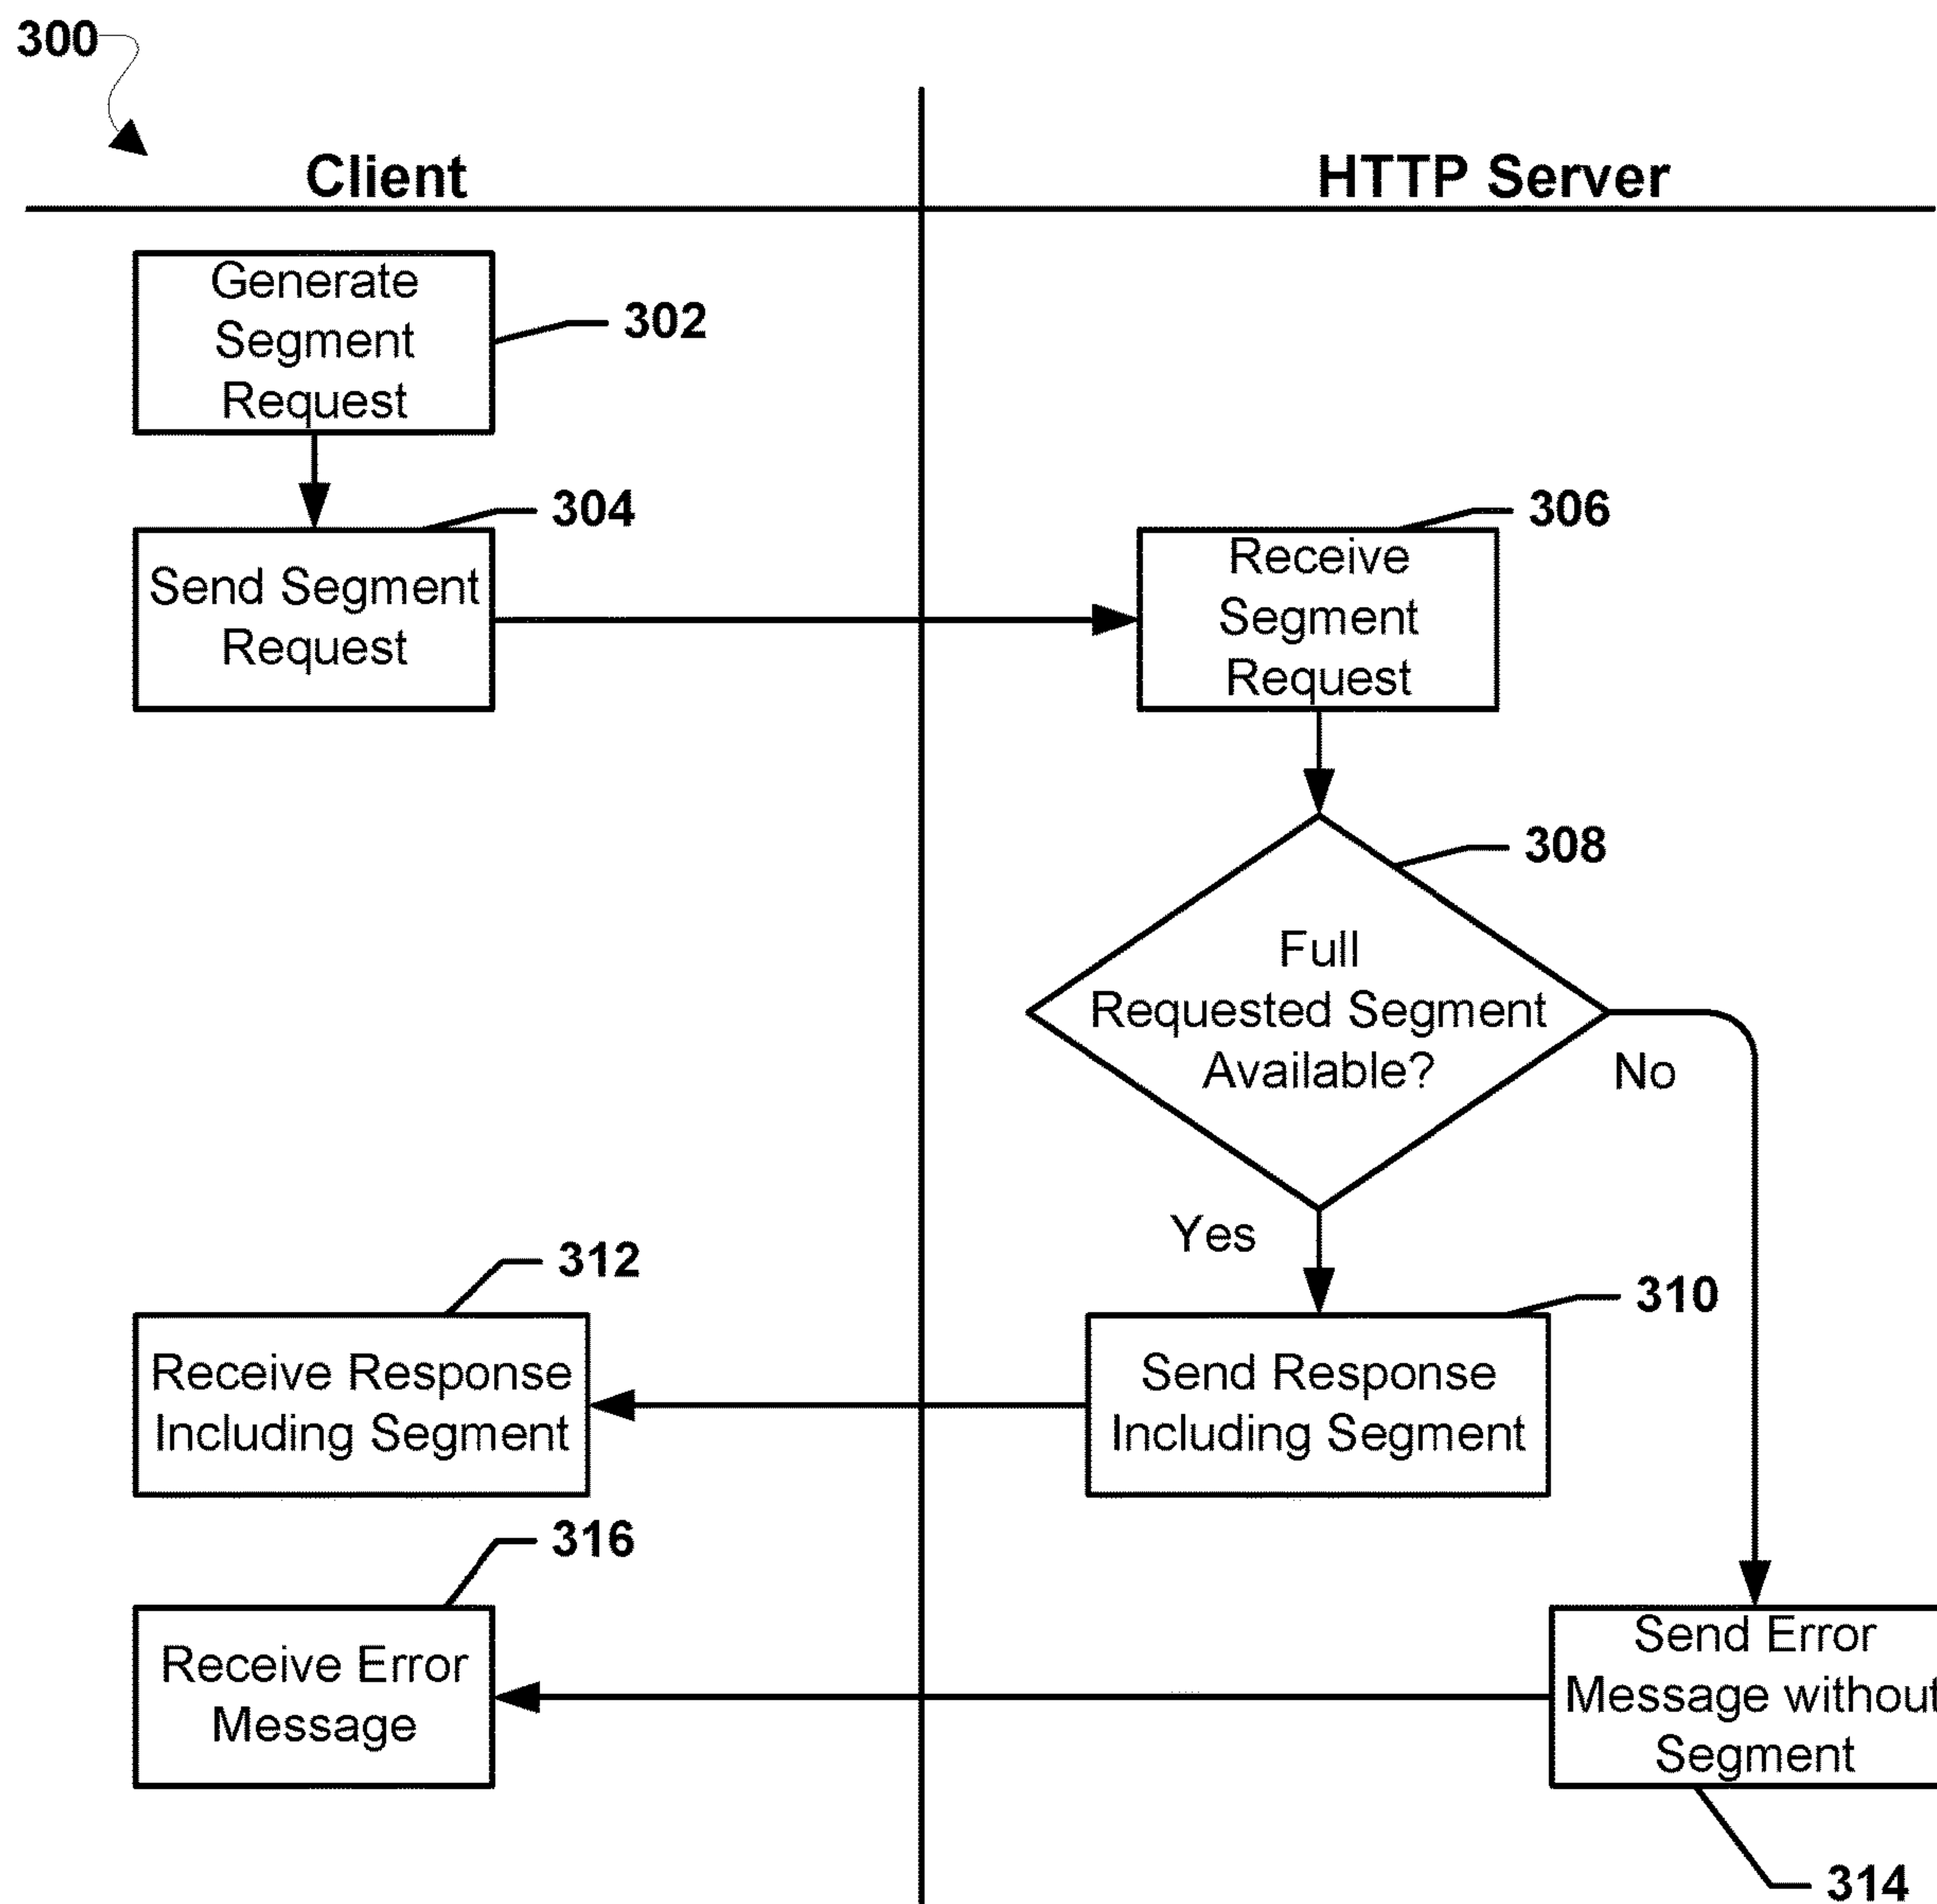 300
Client
HTTP Server
Generate
Segment
Request
302
304
Send Segment
Request
306
Receive
Segment
Request
308
Full
Requested Segment
Available?
No
Yes
312
Receive Response
Including Segment
310
Send Response
Including Segment
316
Receive Error
Message
Send Error
Message without
Segment
314